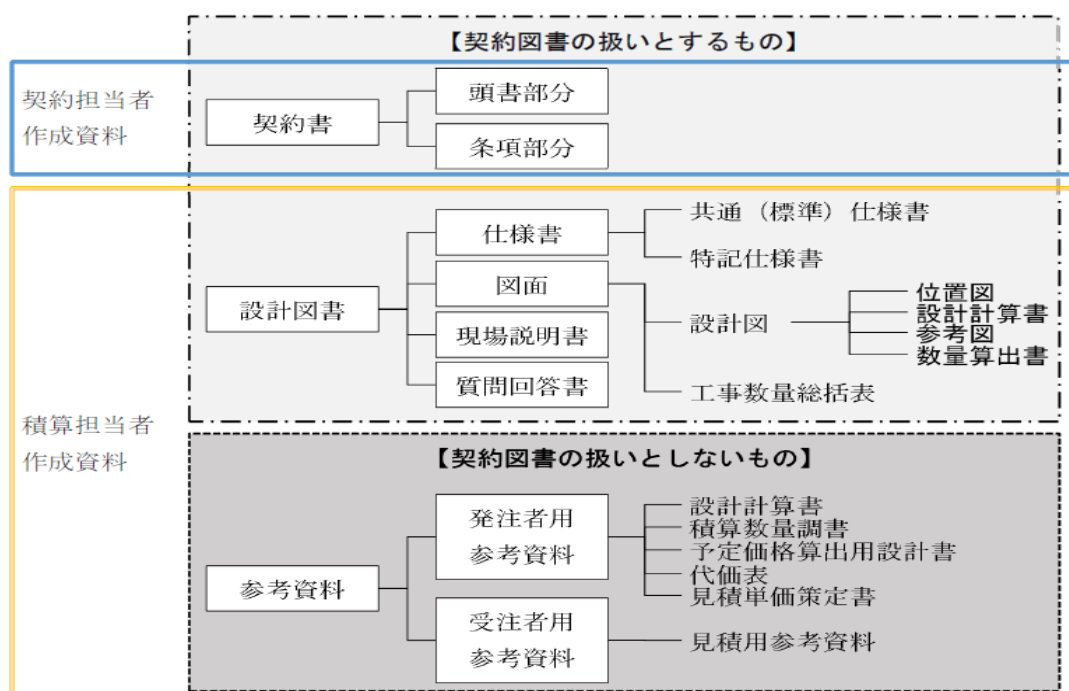 【契約図書の扱いとするもの】
契約担当者
作成資料
契約書
頭書部分
条項部分
積算担当者
作成資料
設計図書
仕様書
共通（標準）仕様書
特記仕様書
図面
設計図
位置図
設計計算書
参考図
数量算出書
工事数量総括表
現場説明書
質問回答書
【契約図書の扱いとしないもの】
参考資料
発注者用
参考資料
設計計算書
積算数量調書
予定価格算出用設計書
代価表
見積単価策定書
受注者用
参考資料
見積用参考資料